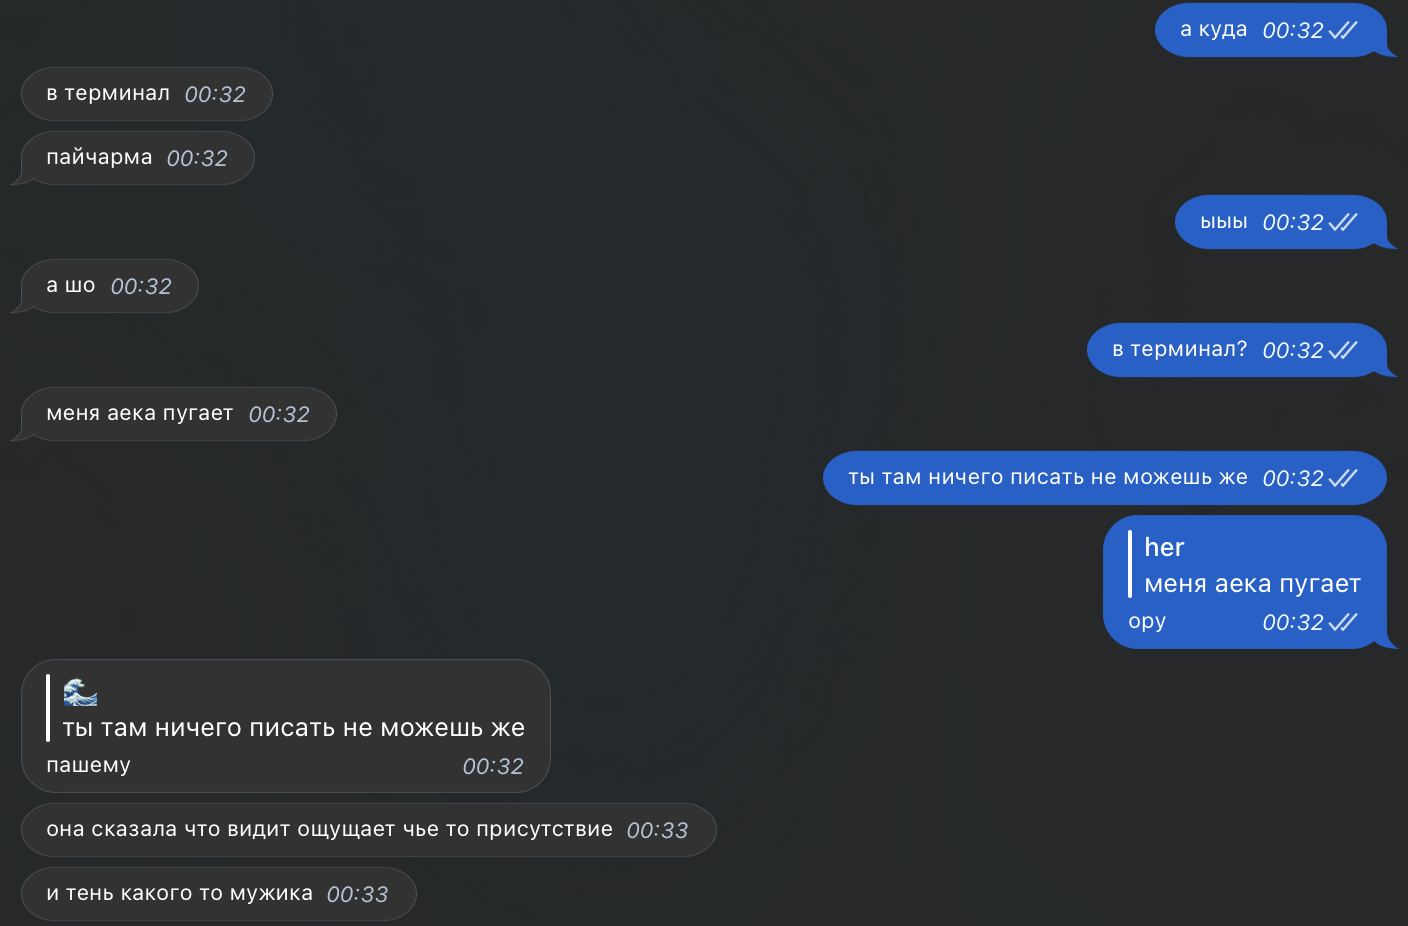 а куда 00:32
в терминал 00:32
пайчарма 00:32
ыыы 00:32
а шо 00:32
в терминал? 00:32
меня аека пугает 00:32
ты там ничего писать не можешь же 00:32
her
меня аека пугает
ору 00:32
🌊
ты там ничего писать не можешь же
пашему 00:32
она сказала что видит ощущает чье то присутствие 00:33
и тень какого то мужика 00:33